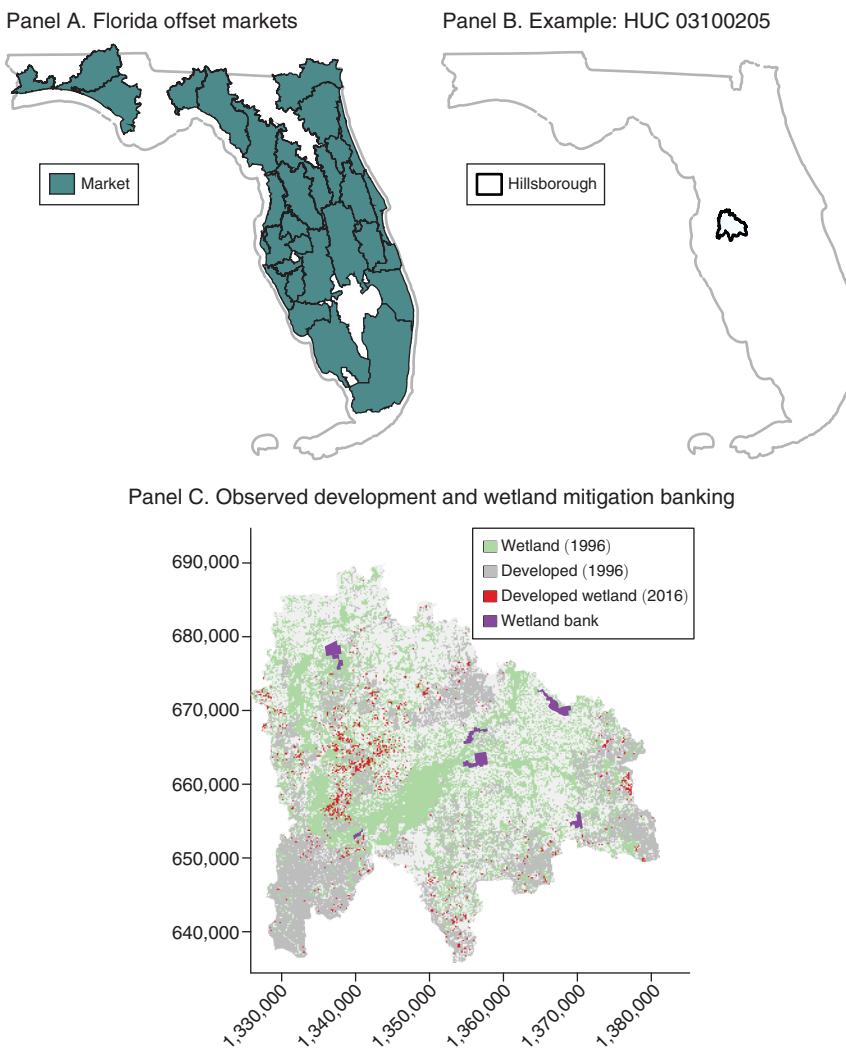 Panel A. Florida offset markets
Panel B. Example: HUC 03100205
Market
Hillsborough
Panel C. Observed development and wetland mitigation banking
Wetland (1996)
Developed (1996)
Developed wetland (2016)
Wetland bank
690,000
680,000
670,000
660,000
650,000
640,000
1,330,000
1,340,000
1,350,000
1,360,000
1,370,000
1,380,000